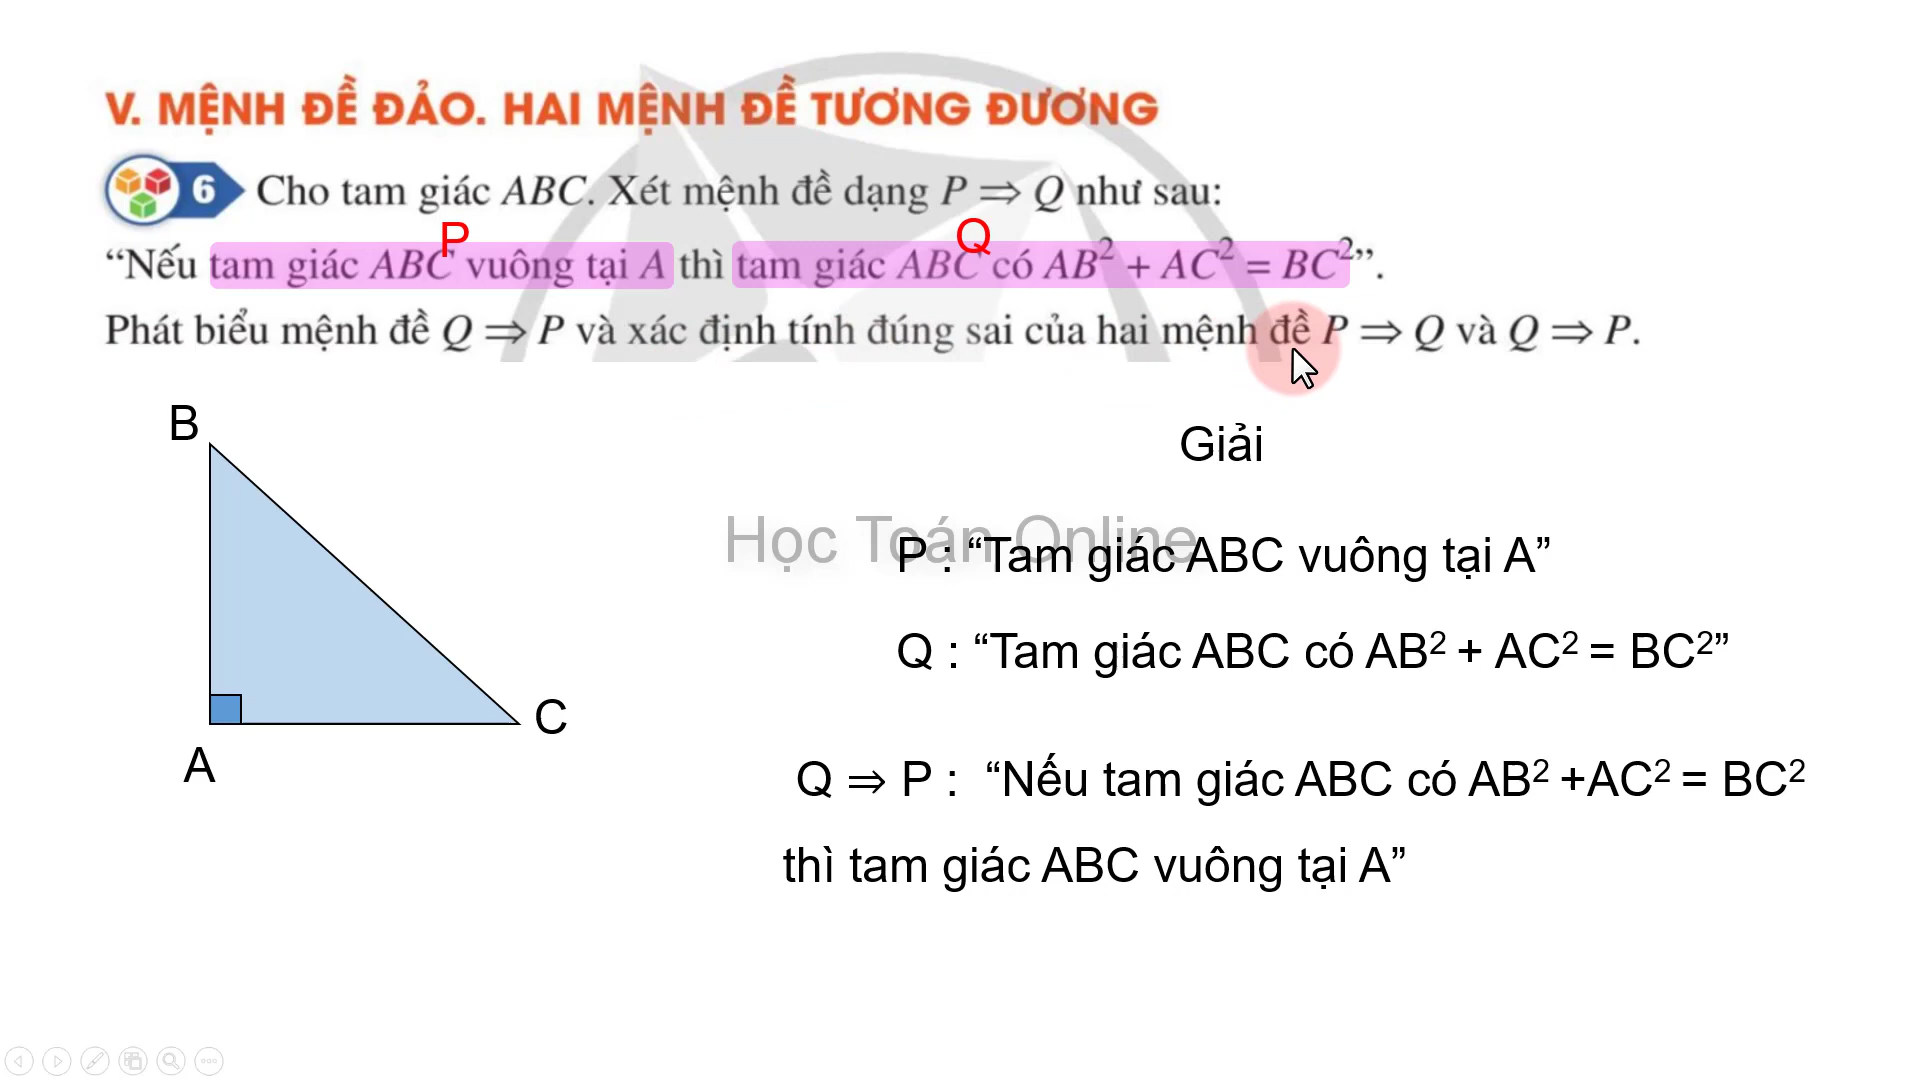 V. MỆNH ĐỀ ĐẢO. HAI MỆNH ĐỀ TƯƠNG ĐƯƠNG
6 Cho tam giác ABC. Xét mệnh đề dạng P ⇒ Q như sau:
P Q
“Nếu tam giác ABC vuông tại A thì tam giác ABC có AB² + AC² = BC²”.
Phát biểu mệnh đề Q ⇒ P và xác định tính đúng sai của hai mệnh đề P ⇒ Q và Q ⇒ P.
B
Giải
Học Toán Online
P : “Tam giác ABC vuông tại A”
Q : “Tam giác ABC có AB² + AC² = BC²”
C
A
Q ⇒ P : “Nếu tam giác ABC có AB² +AC² = BC²
thì tam giác ABC vuông tại A”